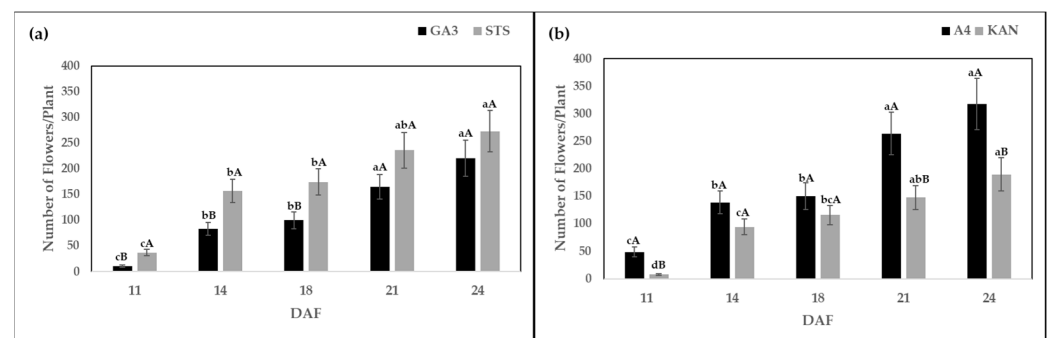 (a)
GA3 STS
Number of Flowers/Plant
400
350
300
250
200
150
100
50
0
cB cA
bB bA
bB bA
aA abA
aA aA
11 14 18 21 24
DAF
(b)
A4 KAN
Number of Flowers/Plant
400
350
300
250
200
150
100
50
0
cA dB
bA cA
bA bcA
aA abB
aA aB
11 14 18 21 24
DAF